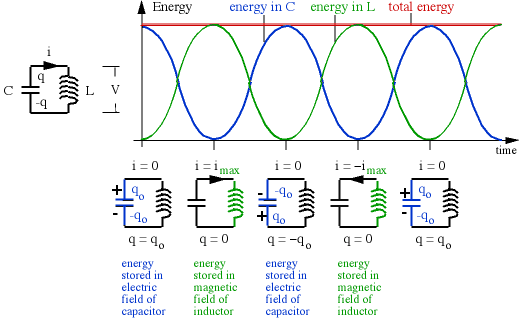 Energy energy in C energy in L total energy
i
C q -q L V
time
i = 0 i = imax i = 0 i = −imax i = 0
+ qo - -qo
- -qo + qo
+ qo - -qo
q = qo q = 0 q = −qo q = 0 q = qo
energy
stored in
electric
field of
capacitor
energy
stored in
magnetic
field of
inductor
energy
stored in
electric
field of
capacitor
energy
stored in
magnetic
field of
inductor